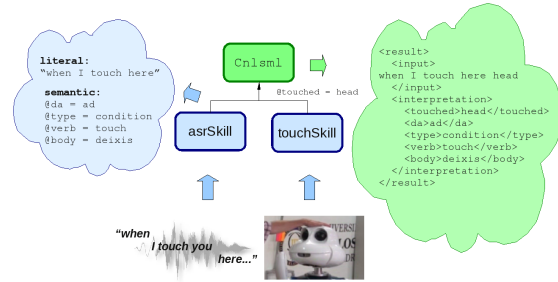 literal:
"when I touch here"
semantic:
@da = ad
@type = condition
@verb = touch
@body = deixis
Cnlsml
@touched = head
asrSkill
touchSkill
"when
I touch you
here..."
<result>
<input>
when I touch here head
</input>
<interpretation>
<touched>head</touched>
<da>ad</da>
<type>condition</type>
<verb>touch</verb>
<body>deixis</body>
</interpretation>
</result>